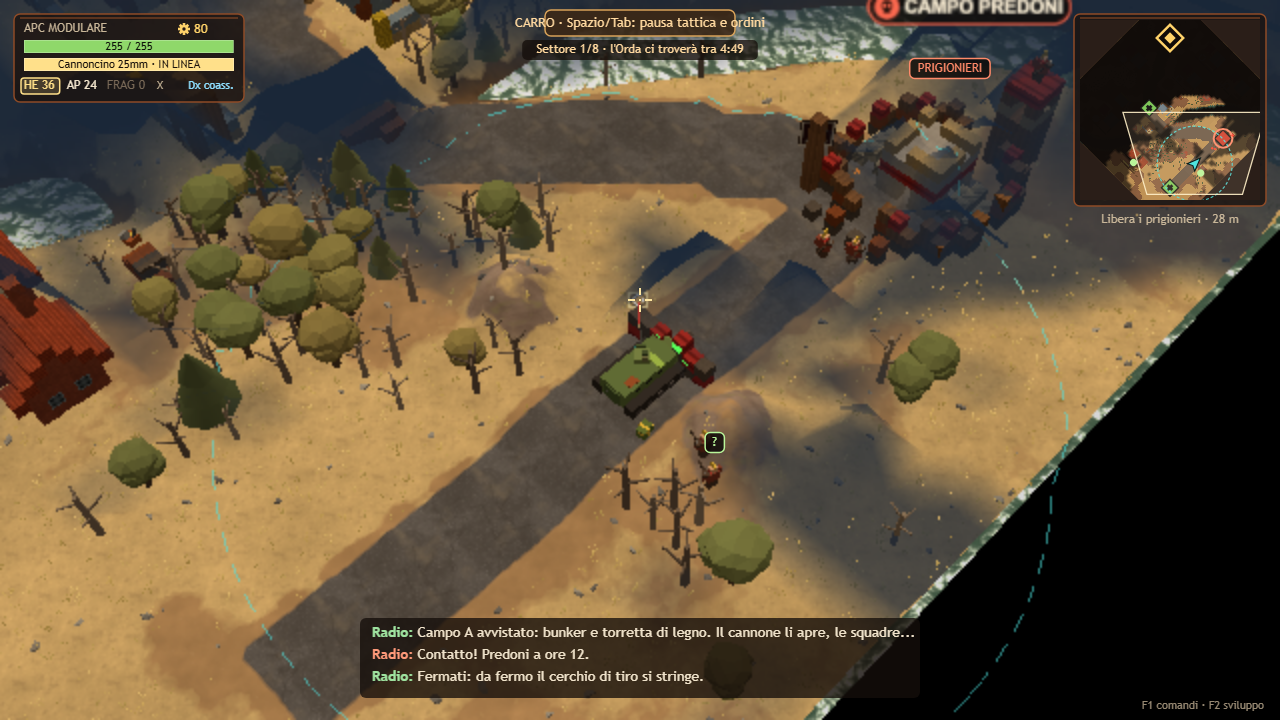 APC MODULARE 80
255 / 255
Cannoncino 25mm · IN LINEA
HE 36 AP 24 FRAG 0 X Dx coass.
CARRO · Spazio/Tab: pausa tattica e ordini
Settore 1/8 · l'Orda ci troverà tra 4:49
CAMPO PREDONI
PRIGIONIERI
Libera'i prigionieri · 28 m
?
Radio: Campo A avvistato: bunker e torretta di legno. Il cannone li apre, le squadre...
Radio: Contatto! Predoni a ore 12.
Radio: Fermati: da fermo il cerchio di tiro si stringe.
F1 comandi · F2 sviluppo